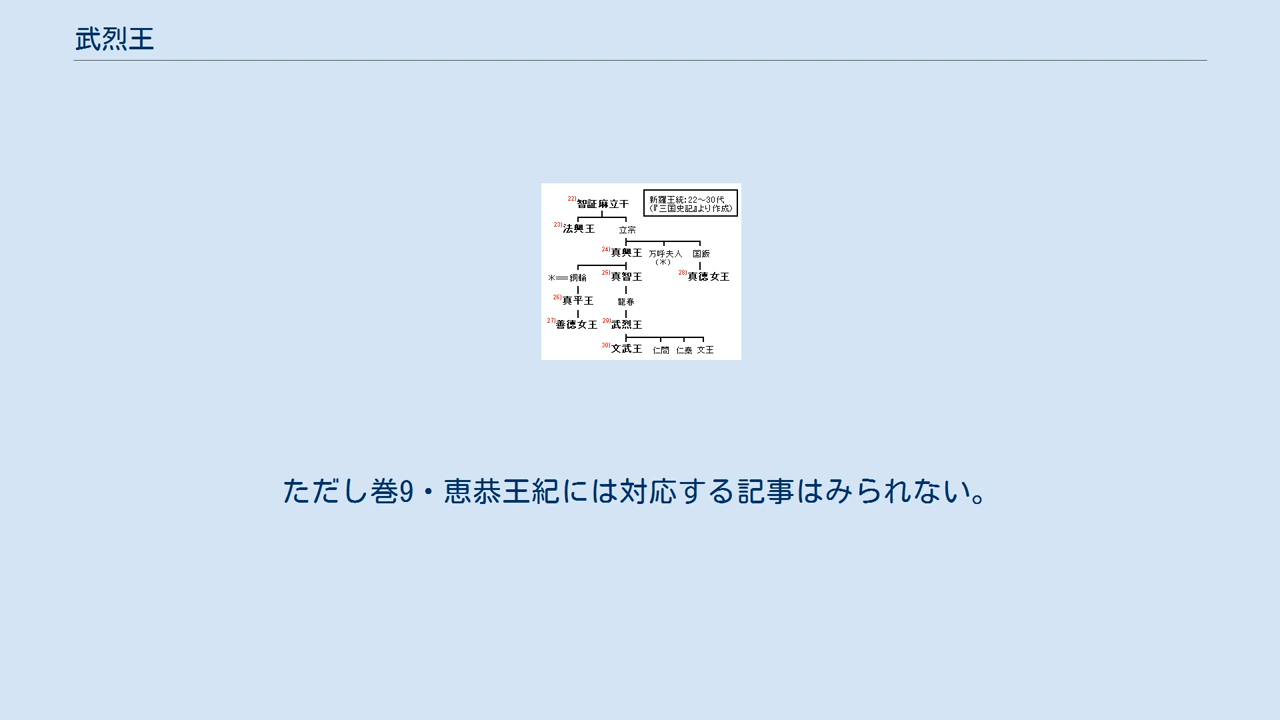 武烈王
22)智証麻立干
新羅王統:22～30代
(『三国史記』より作成)
23)法興王 立宗
24)真興王 万呼夫人 国飯
(※)
※══銅輪 25)真智王 28)真徳女王
26)真平王 龍春
27)善徳女王 29)武烈王
30)文武王 仁問 仁泰 文王
ただし巻9・恵恭王紀には対応する記事はみられない。